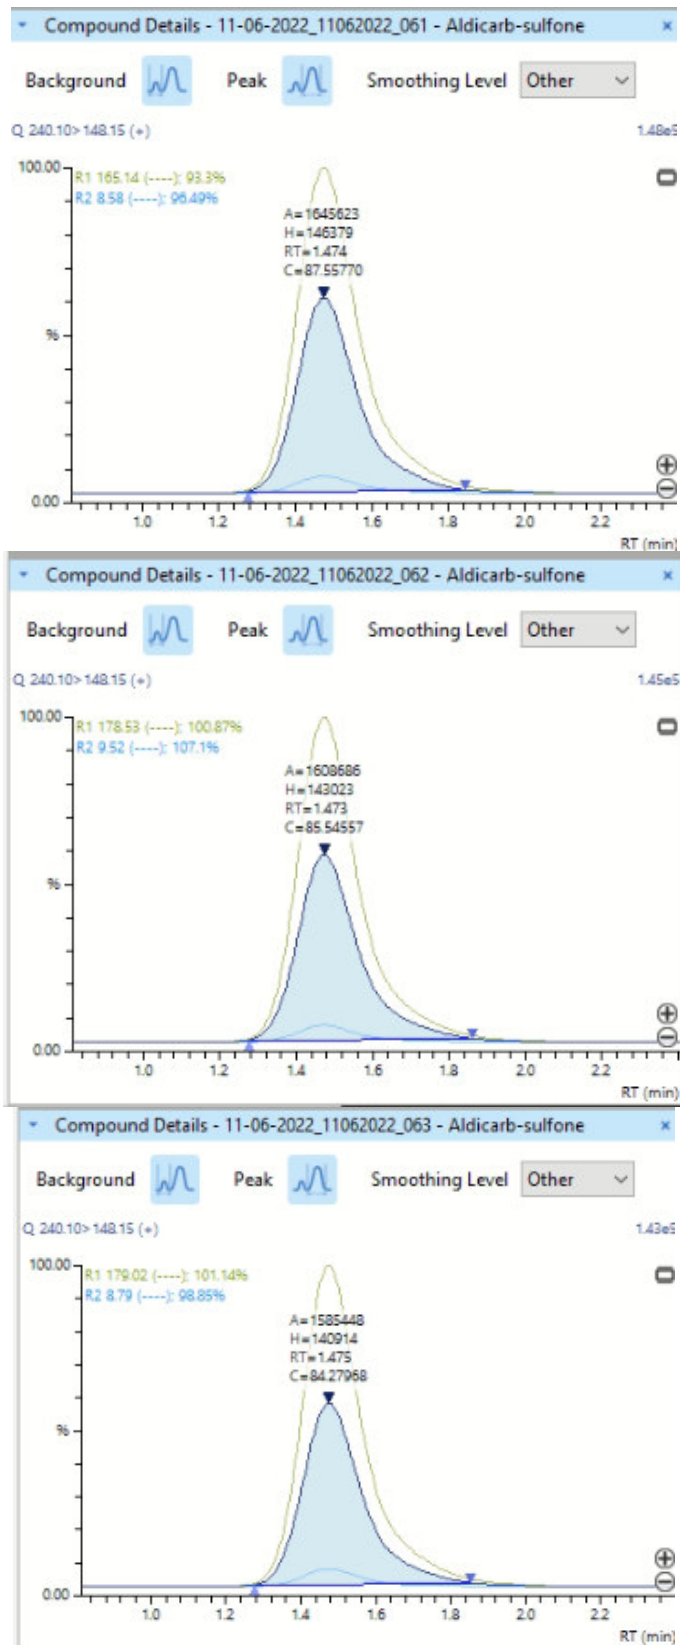 Compound Details - 11-06-2022_11062022_061 - Aldicarb-sulfone ×
Background Peak Smoothing Level Other
Q 240.10> 148.15 (+) 1.48e5
100.00
R1 165.14 (----): 93.3%
R2 8.58 (----): 96.49%
A=1645623
H=146379
RT=1.474
C=87.55770
%
0.00
1.0 1.2 1.4 1.6 1.8 2.0 2.2
RT (min)
Compound Details - 11-06-2022_11062022_062 - Aldicarb-sulfone ×
Background Peak Smoothing Level Other
Q 240.10> 148.15 (+) 1.45e5
100.00
R1 178.53 (----): 100.87%
R2 9.52 (----): 107.1%
A=1608686
H=143023
RT=1.473
C=85.54557
%
0.00
1.0 1.2 1.4 1.6 1.8 2.0 2.2
RT (min)
Compound Details - 11-06-2022_11062022_063 - Aldicarb-sulfone ×
Background Peak Smoothing Level Other
Q 240.10> 148.15 (+) 1.43e5
100.00
R1 179.02 (----): 101.14%
R2 8.79 (----): 98.85%
A=1585448
H=140914
RT=1.475
C=84.27968
%
0.00
1.0 1.2 1.4 1.6 1.8 2.0 2.2
RT (min)